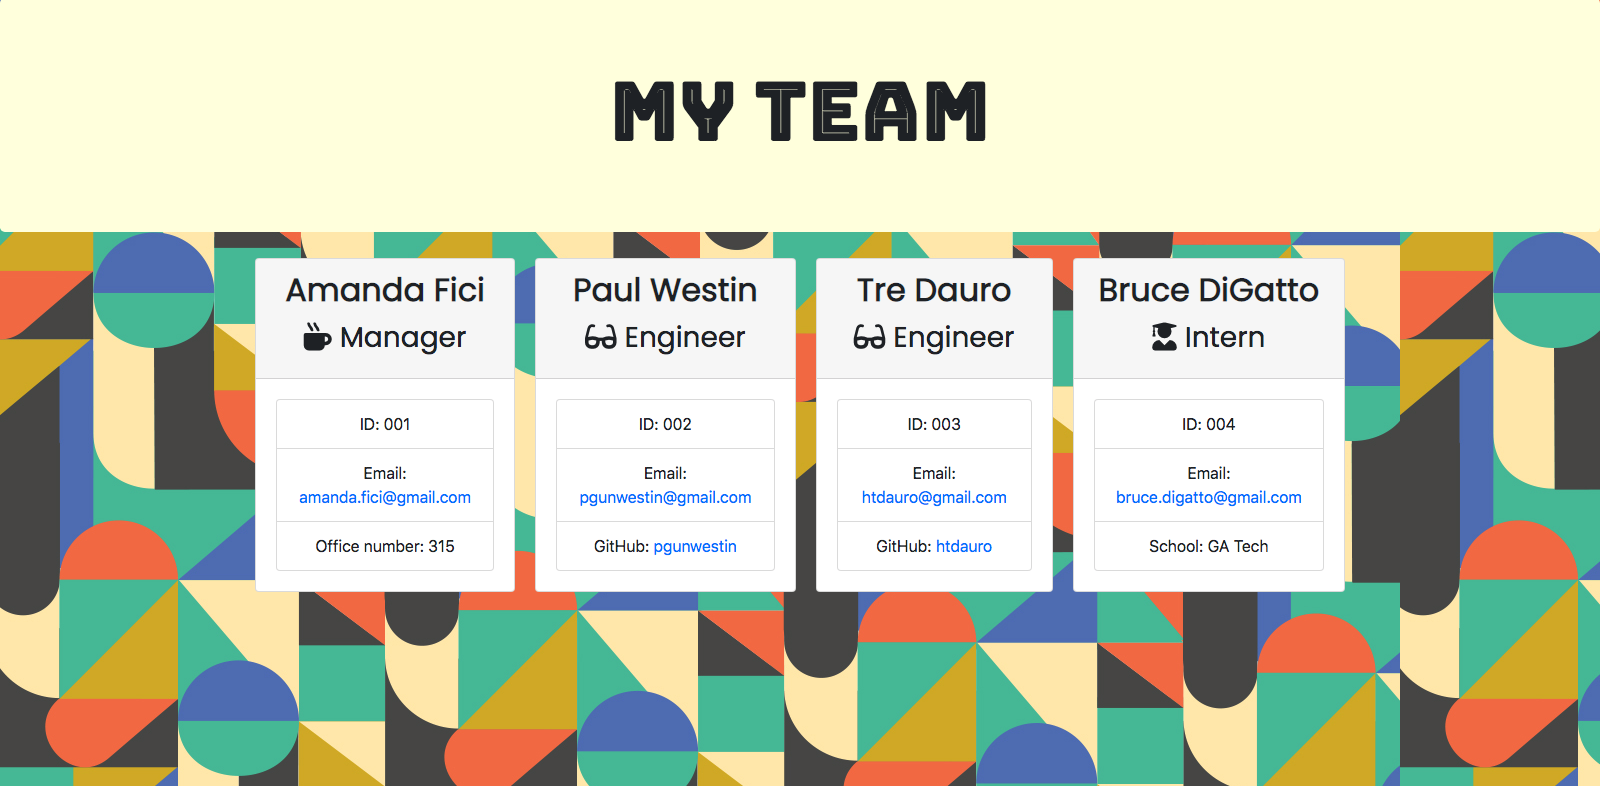 MY TEAM
Amanda Fici
Manager
ID: 001
Email:
amanda.fici@gmail.com
Office number: 315
Paul Westin
Engineer
ID: 002
Email:
pgunwestin@gmail.com
GitHub: pgunwestin
Tre Dauro
Engineer
ID: 003
Email:
htdauro@gmail.com
GitHub: htdauro
Bruce DiGatto
Intern
ID: 004
Email:
bruce.digatto@gmail.com
School: GA Tech